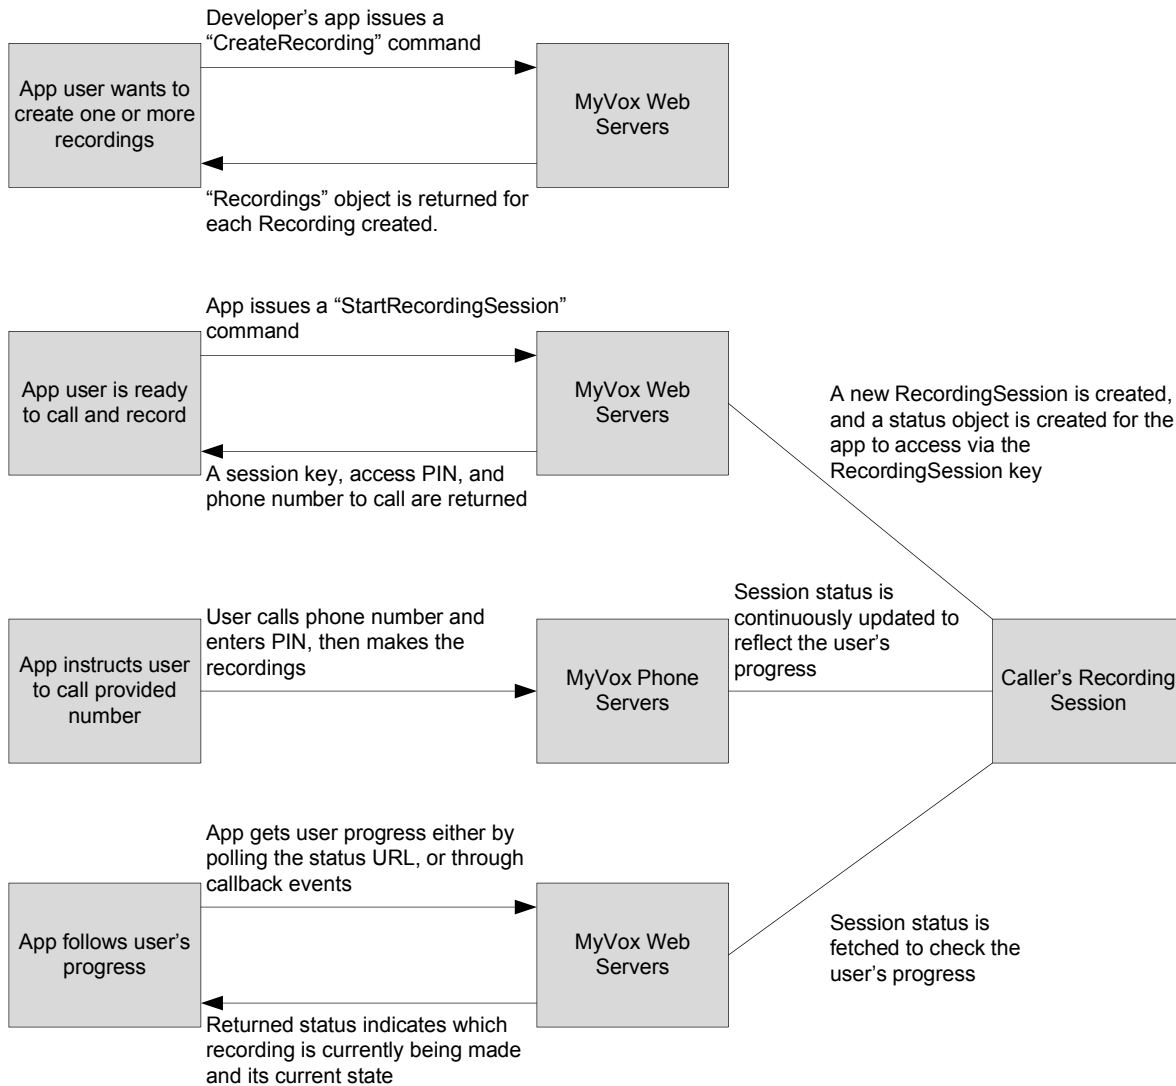 Developer’s app issues a
“CreateRecording” command
App user wants to
create one or more
recordings
MyVox Web
Servers
“Recordings” object is returned for
each Recording created.
App issues a “StartRecordingSession”
command
App user is ready
to call and record
MyVox Web
Servers
A new RecordingSession is created,
and a status object is created for the
app to access via the
RecordingSession key
A session key, access PIN, and
phone number to call are returned
User calls phone number and
enters PIN, then makes the
recordings
App instructs user
to call provided
number
MyVox Phone
Servers
Session status is
continuously updated to
reflect the user’s
progress
Caller’s Recording
Session
App gets user progress either by
polling the status URL, or through
callback events
App follows user’s
progress
MyVox Web
Servers
Session status is
fetched to check the
user’s progress
Returned status indicates which
recording is currently being made
and its current state